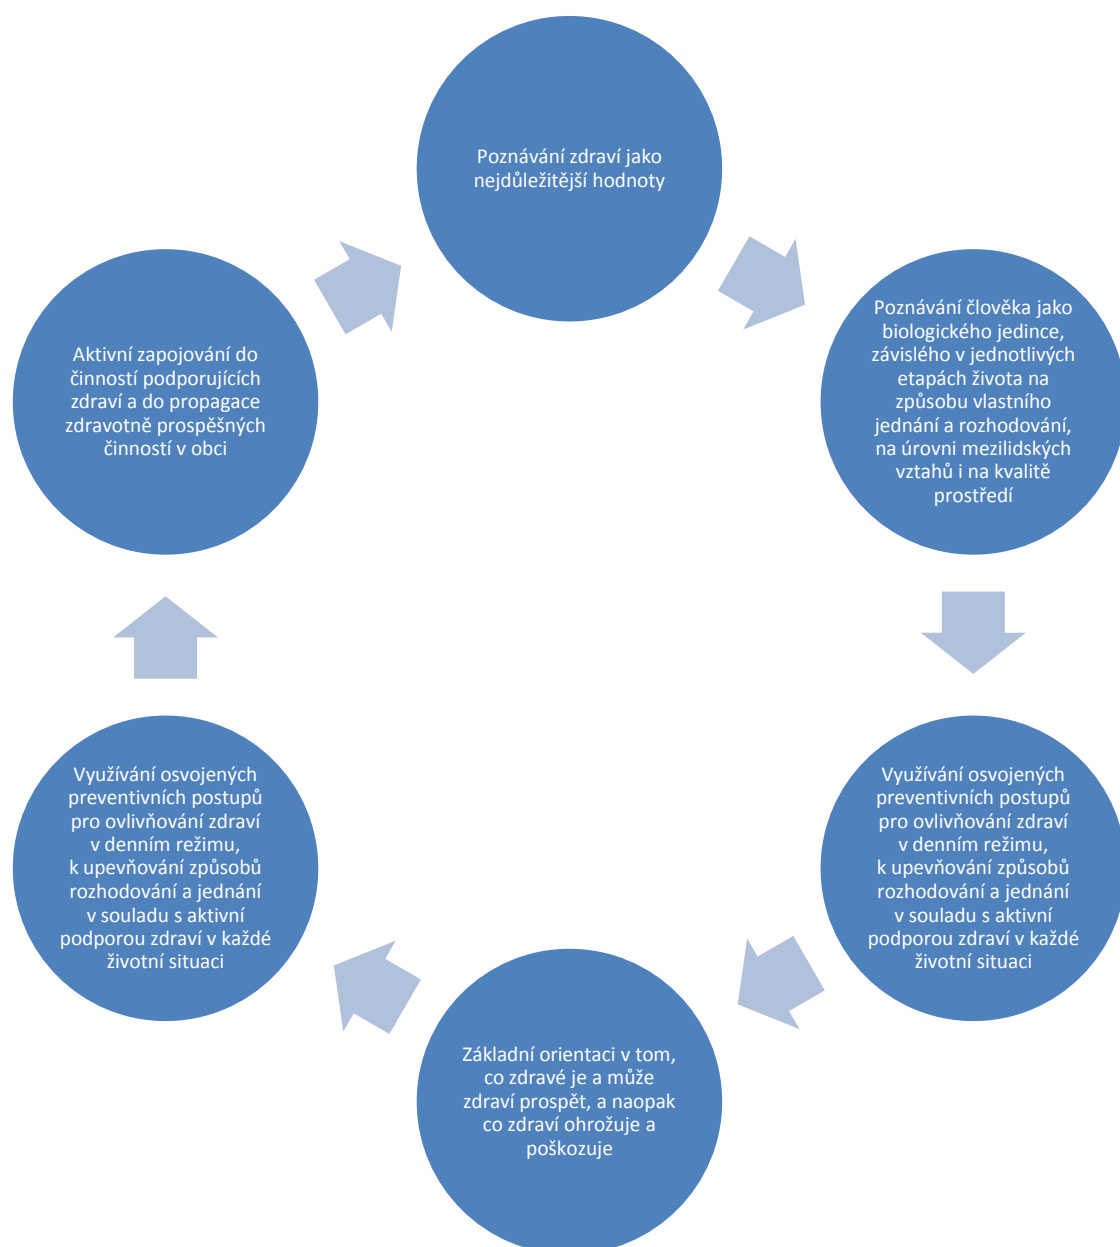 Poznávání zdraví jako
nejdůležitější hodnoty
Poznávání člověka jako
biologického jedince,
závislého v jednotlivých
etapách života na
způsobu vlastního
jednání a rozhodování,
na úrovni mezilidských
vztahů i na kvalitě
prostředí
Využívání osvojených
preventivních postupů
pro ovlivňování zdraví
v denním režimu,
k upevňování způsobů
rozhodování a jednání
v souladu s aktivní
podporou zdraví v každé
životní situaci
Základní orientaci v tom,
co zdravé je a může
zdraví prospět, a naopak
co zdraví ohrožuje a
poškozuje
Využívání osvojených
preventivních postupů
pro ovlivňování zdraví
v denním režimu,
k upevňování způsobů
rozhodování a jednání
v souladu s aktivní
podporou zdraví v každé
životní situaci
Aktivní zapojování do
činností podporujících
zdraví a do propagace
zdravotně prospěšných
činností v obci